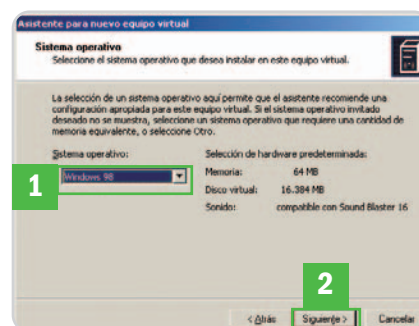 Asistente para nuevo equipo virtual
Sistema operativo
Seleccione el sistema operativo que desea instalar en este equipo virtual.
La selección de un sistema operativo aquí permite que el asistente recomiende una
configuración apropiada para este equipo virtual. Si el sistema operativo invitado
deseado no se muestra, seleccione un sistema operativo que requiere una cantidad de
memoria equivalente, o seleccione Otro.
Sistema operativo:
Windows 98
1
Selección de hardware predeterminada:
Memoria: 64 MB
Disco virtual: 16.384 MB
Sonido: compatible con Sound Blaster 16
2
< Atrás Siguiente > Cancelar